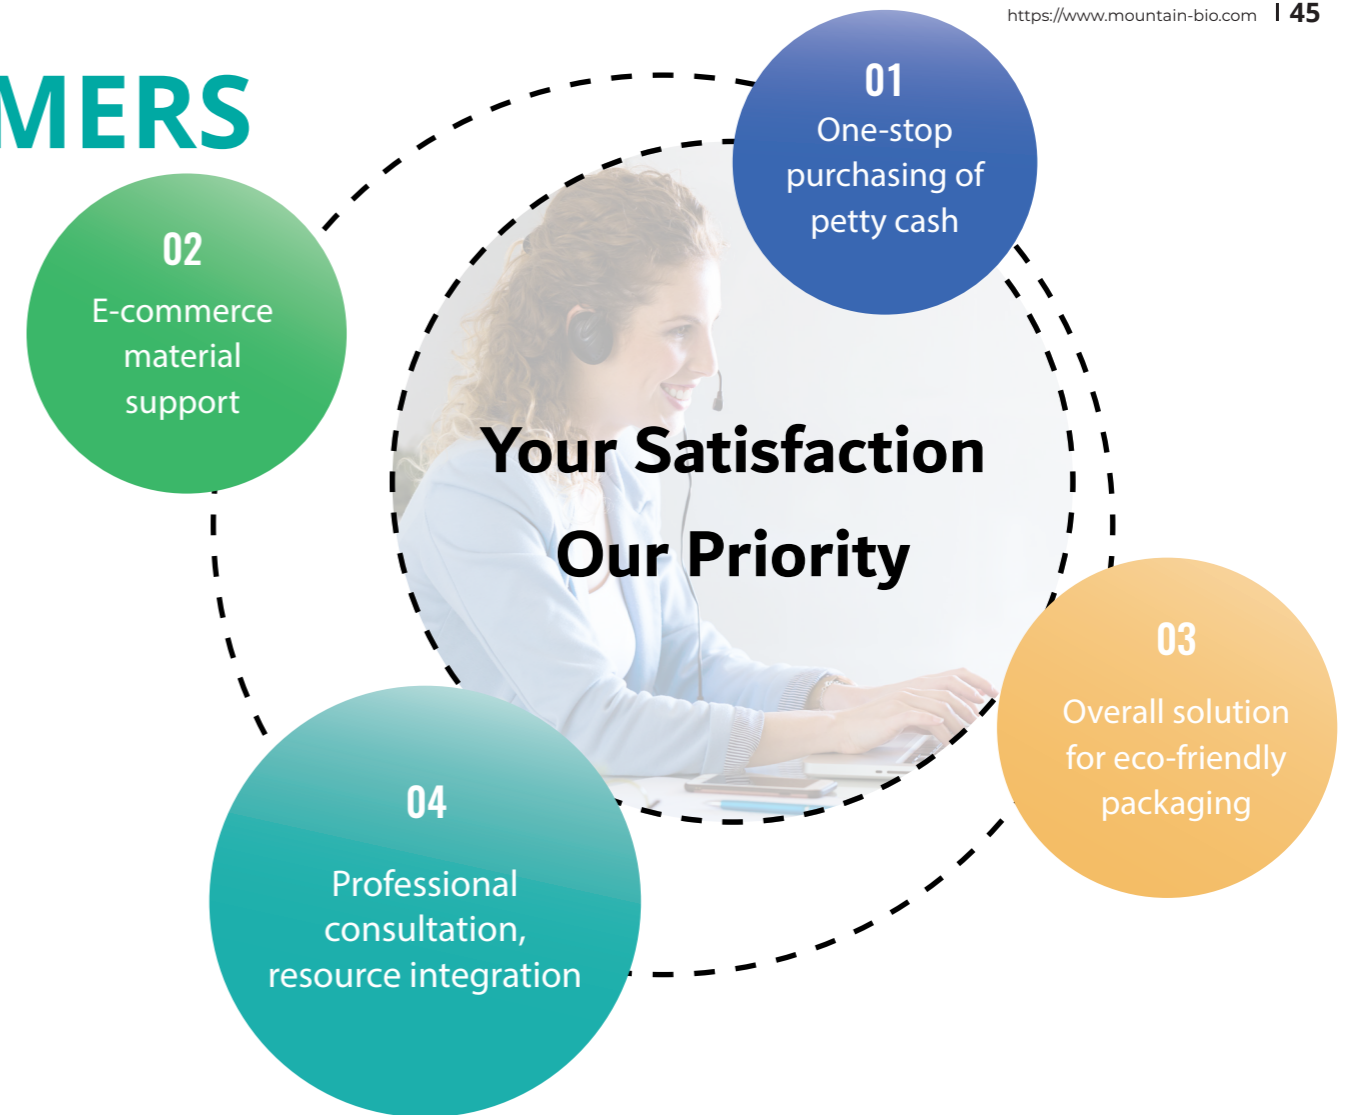 https://www.mountain-bio.com | 45
MERS
01
One-stop
purchasing of
petty cash
02
E-commerce
material
support
Your Satisfaction
Our Priority
03
Overall solution
for eco-friendly
packaging
04
Professional
consultation,
resource integration